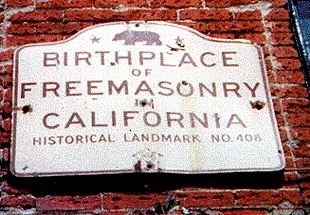 BIRTHPLACE
OF
FREEMASONRY
IN
CALIFORNIA
HISTORICAL LANDMARK NO. 408